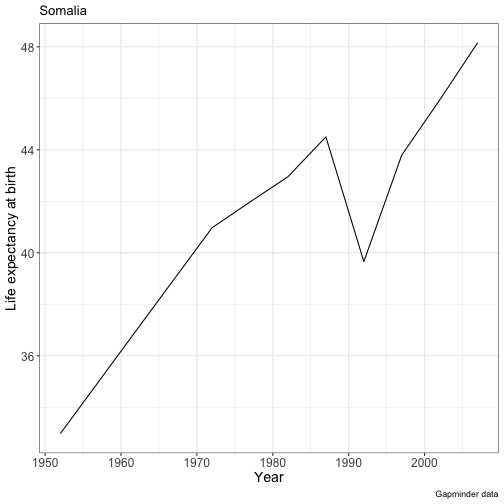 Somalia
48
44
40
36
Life expectancy at birth
1950 1960 1970 1980 1990 2000
Year
Gapminder data